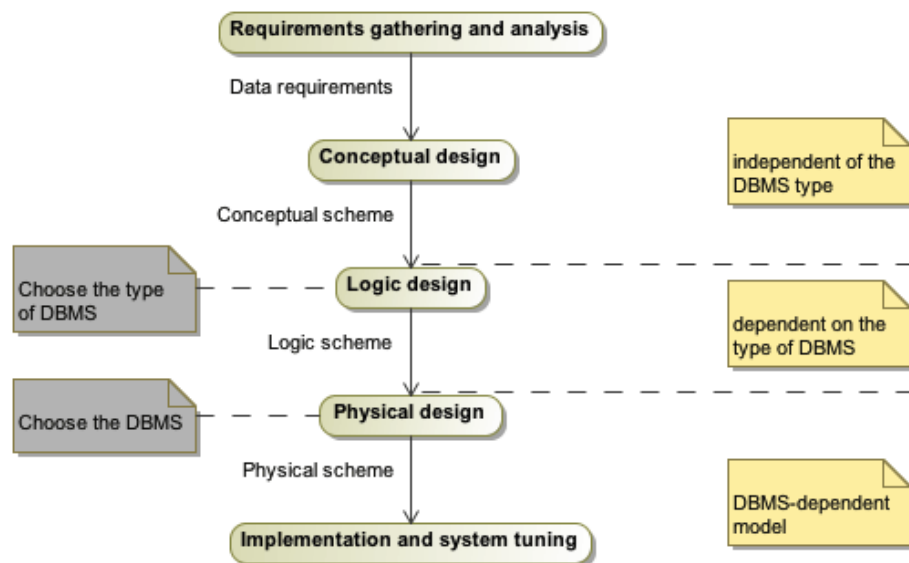 Requirements gathering and analysis
Data requirements
Conceptual design
independent of the
DBMS type
Conceptual scheme
Choose the type
of DBMS
Logic design
dependent on the
type of DBMS
Logic scheme
Choose the DBMS
Physical design
Physical scheme
DBMS-dependent
model
Implementation and system tuning